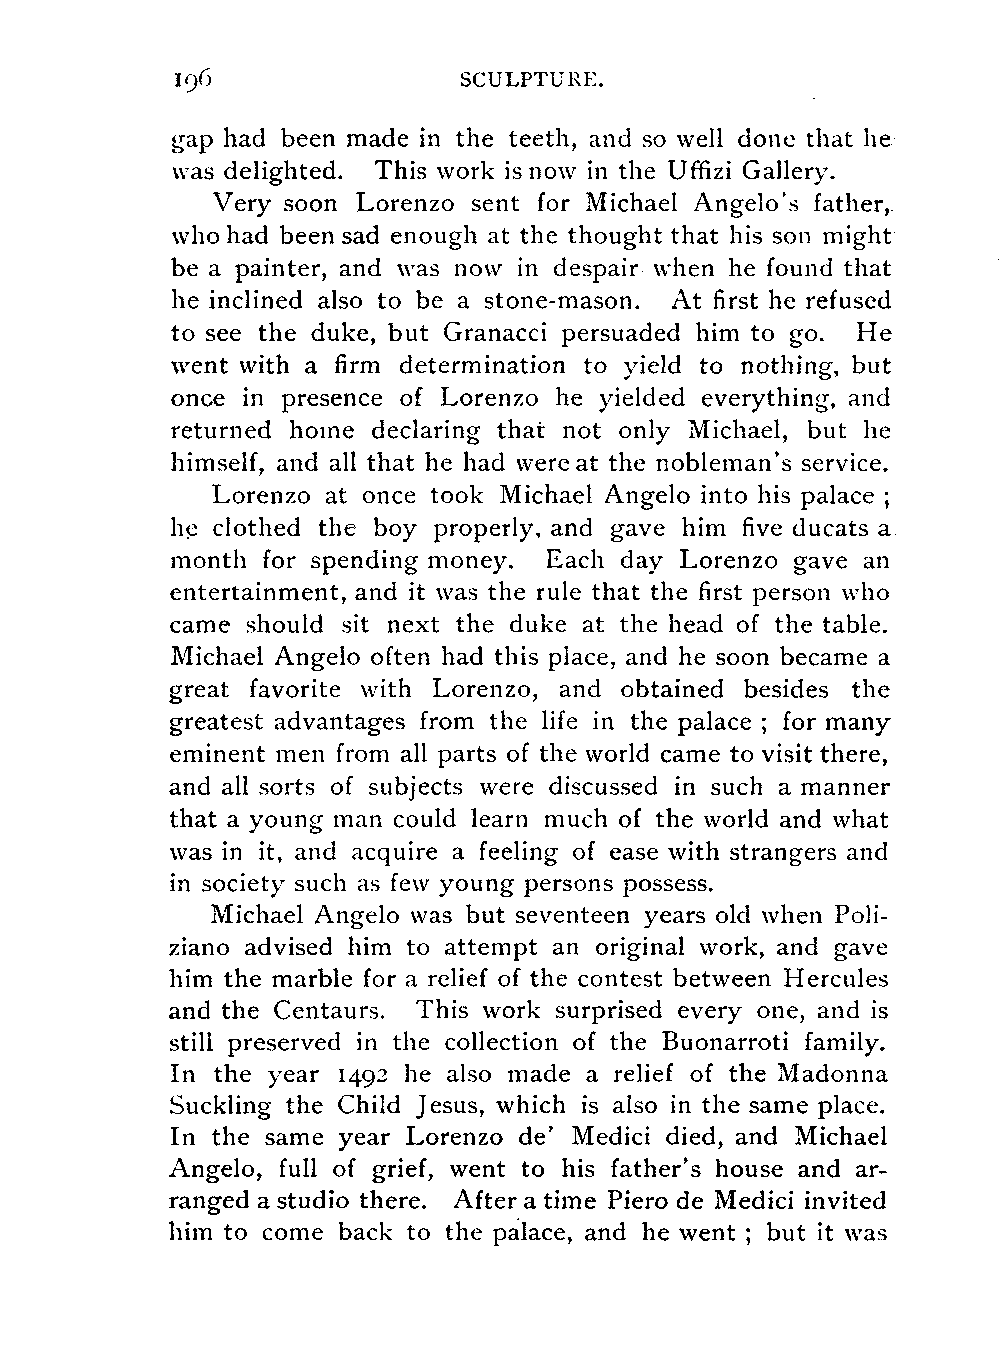 196 SCULPTURE.
gap had been made in the teeth, and so well done that he
was delighted. This work is now in the Uffizi Gallery.
Very soon Lorenzo sent for Michael Angelo's father,
who had been sad enough at the thought that his son might
be a painter, and was now in despair when he found that
he inclined also to be a stone-mason. At first he refused
to see the duke, but Granacci persuaded him to go. He
went with a firm determination to yield to nothing, but
once in presence of Lorenzo he yielded everything, and
returned home declaring that not only Michael, but he
himself, and all that he had were at the nobleman's service.
Lorenzo at once took Michael Angelo into his palace ;
he clothed the boy properly, and gave him five ducats a
month for spending money. Each day Lorenzo gave an
entertainment, and it was the rule that the first person who
came should sit next the duke at the head of the table.
Michael Angelo often had this place, and he soon became a
great favorite with Lorenzo, and obtained besides the
greatest advantages from the life in the palace ; for many
eminent men from all parts of the world came to visit there,
and all sorts of subjects were discussed in such a manner
that a young man could learn much of the world and what
was in it, and acquire a feeling of ease with strangers and
in society such as few young persons possess.
Michael Angelo was but seventeen years old when Poli-
ziano advised him to attempt an original work, and gave
him the marble for a relief of the contest between Hercules
and the Centaurs. This work surprised every one, and is
still preserved in the collection of the Buonarroti family.
In the year 1492 he also made a relief of the Madonna
Suckling the Child Jesus, which is also in the same place.
In the same year Lorenzo de' Medici died, and Michael
Angelo, full of grief, went to his father's house and ar-
ranged a studio there. After a time Piero de Medici invited
him to come back to the palace, and he went ; but it was